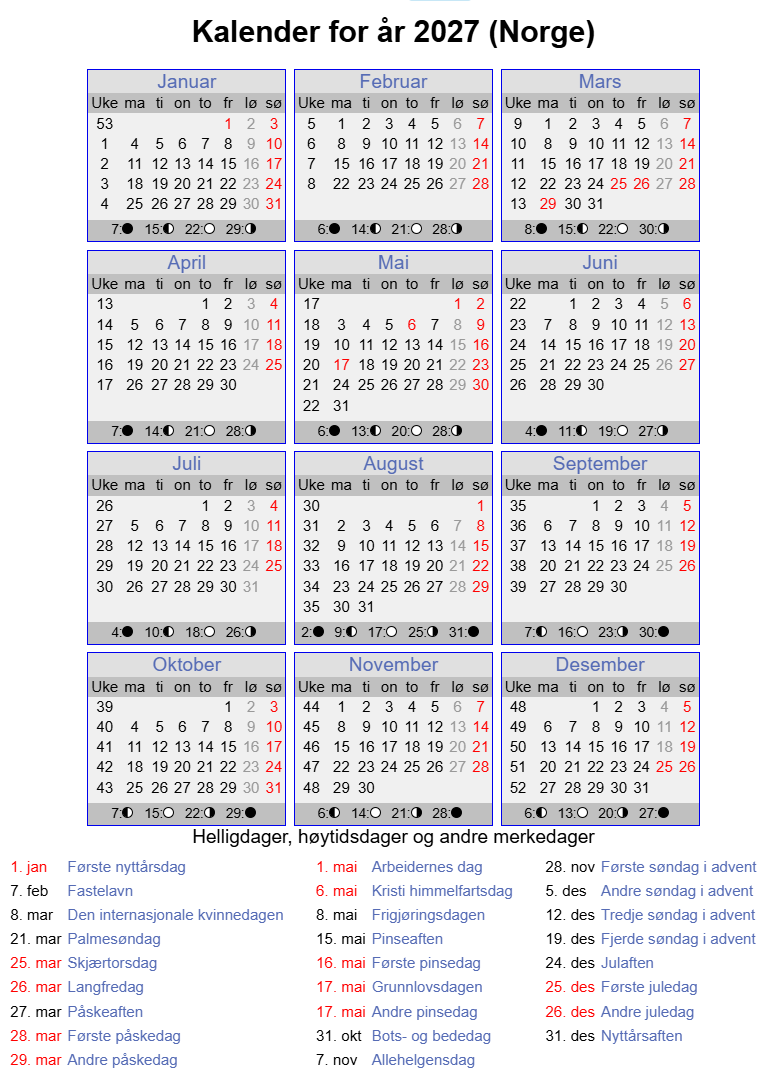 Kalender for år 2027 (Norge)
Januar Februar Mars
Uke ma ti on to fr lø sø Uke ma ti on to fr lø sø Uke ma ti on to fr lø sø
53 1 2 3 5 1 2 3 4 5 6 7 9 1 2 3 4 5 6 7
1 4 5 6 7 8 9 10 6 8 9 10 11 12 13 14 10 8 9 10 11 12 13 14
2 11 12 13 14 15 16 17 7 15 16 17 18 19 20 21 11 15 16 17 18 19 20 21
3 18 19 20 21 22 23 24 8 22 23 24 25 26 27 28 12 22 23 24 25 26 27 28
4 25 26 27 28 29 30 31 13 29 30 31
7: 15: 22: 29: 6: 14: 21: 28: 8: 15: 22: 30:
April Mai Juni
Uke ma ti on to fr lø sø Uke ma ti on to fr lø sø Uke ma ti on to fr lø sø
13 1 2 3 4 17 1 2 22 1 2 3 4 5 6
14 5 6 7 8 9 10 11 18 3 4 5 6 7 8 9 23 7 8 9 10 11 12 13
15 12 13 14 15 16 17 18 19 10 11 12 13 14 15 16 24 14 15 16 17 18 19 20
16 19 20 21 22 23 24 25 20 17 18 19 20 21 22 23 25 21 22 23 24 25 26 27
17 26 27 28 29 30 21 24 25 26 27 28 29 30 26 28 29 30
22 31
7: 14: 21: 28: 6: 13: 20: 28: 4: 11: 19: 27:
Juli August September
Uke ma ti on to fr lø sø Uke ma ti on to fr lø sø Uke ma ti on to fr lø sø
26 1 2 3 4 30 1 35 1 2 3 4 5
27 5 6 7 8 9 10 11 31 2 3 4 5 6 7 8 36 6 7 8 9 10 11 12
28 12 13 14 15 16 17 18 32 9 10 11 12 13 14 15 37 13 14 15 16 17 18 19
29 19 20 21 22 23 24 25 33 16 17 18 19 20 21 22 38 20 21 22 23 24 25 26
30 26 27 28 29 30 31 34 23 24 25 26 27 28 29 39 27 28 29 30
35 30 31
4: 10: 18: 26: 2: 9: 17: 25: 31: 7: 16: 23: 30:
Oktober November Desember
Uke ma ti on to fr lø sø Uke ma ti on to fr lø sø Uke ma ti on to fr lø sø
39 1 2 3 44 1 2 3 4 5 6 7 48 1 2 3 4 5
40 4 5 6 7 8 9 10 45 8 9 10 11 12 13 14 49 6 7 8 9 10 11 12
41 11 12 13 14 15 16 17 46 15 16 17 18 19 20 21 50 13 14 15 16 17 18 19
42 18 19 20 21 22 23 24 47 22 23 24 25 26 27 28 51 20 21 22 23 24 25 26
43 25 26 27 28 29 30 31 48 29 30 52 27 28 29 30 31
7: 15: 22: 29: 6: 14: 21: 28: 6: 13: 20: 27:
Helligdager, høytidsdager og andre merkedager
1. jan Første nyttårsdag
7. feb Fastelavn
8. mar Den internasjonale kvinnedagen
21. mar Palmesøndag
25. mar Skjærtorsdag
26. mar Langfredag
27. mar Påskeaften
28. mar Første påskedag
29. mar Andre påskedag
1. mai Arbeidernes dag
6. mai Kristi himmelfartsdag
8. mai Frigjøringsdagen
15. mai Pinseaften
16. mai Første pinsedag
17. mai Grunnlovsdagen
17. mai Andre pinsedag
31. okt Bots- og bededag
7. nov Allehelgensdag
28. nov Første søndag i advent
5. des Andre søndag i advent
12. des Tredje søndag i advent
19. des Fjerde søndag i advent
24. des Julaften
25. des Første juledag
26. des Andre juledag
31. des Nyttårsaften